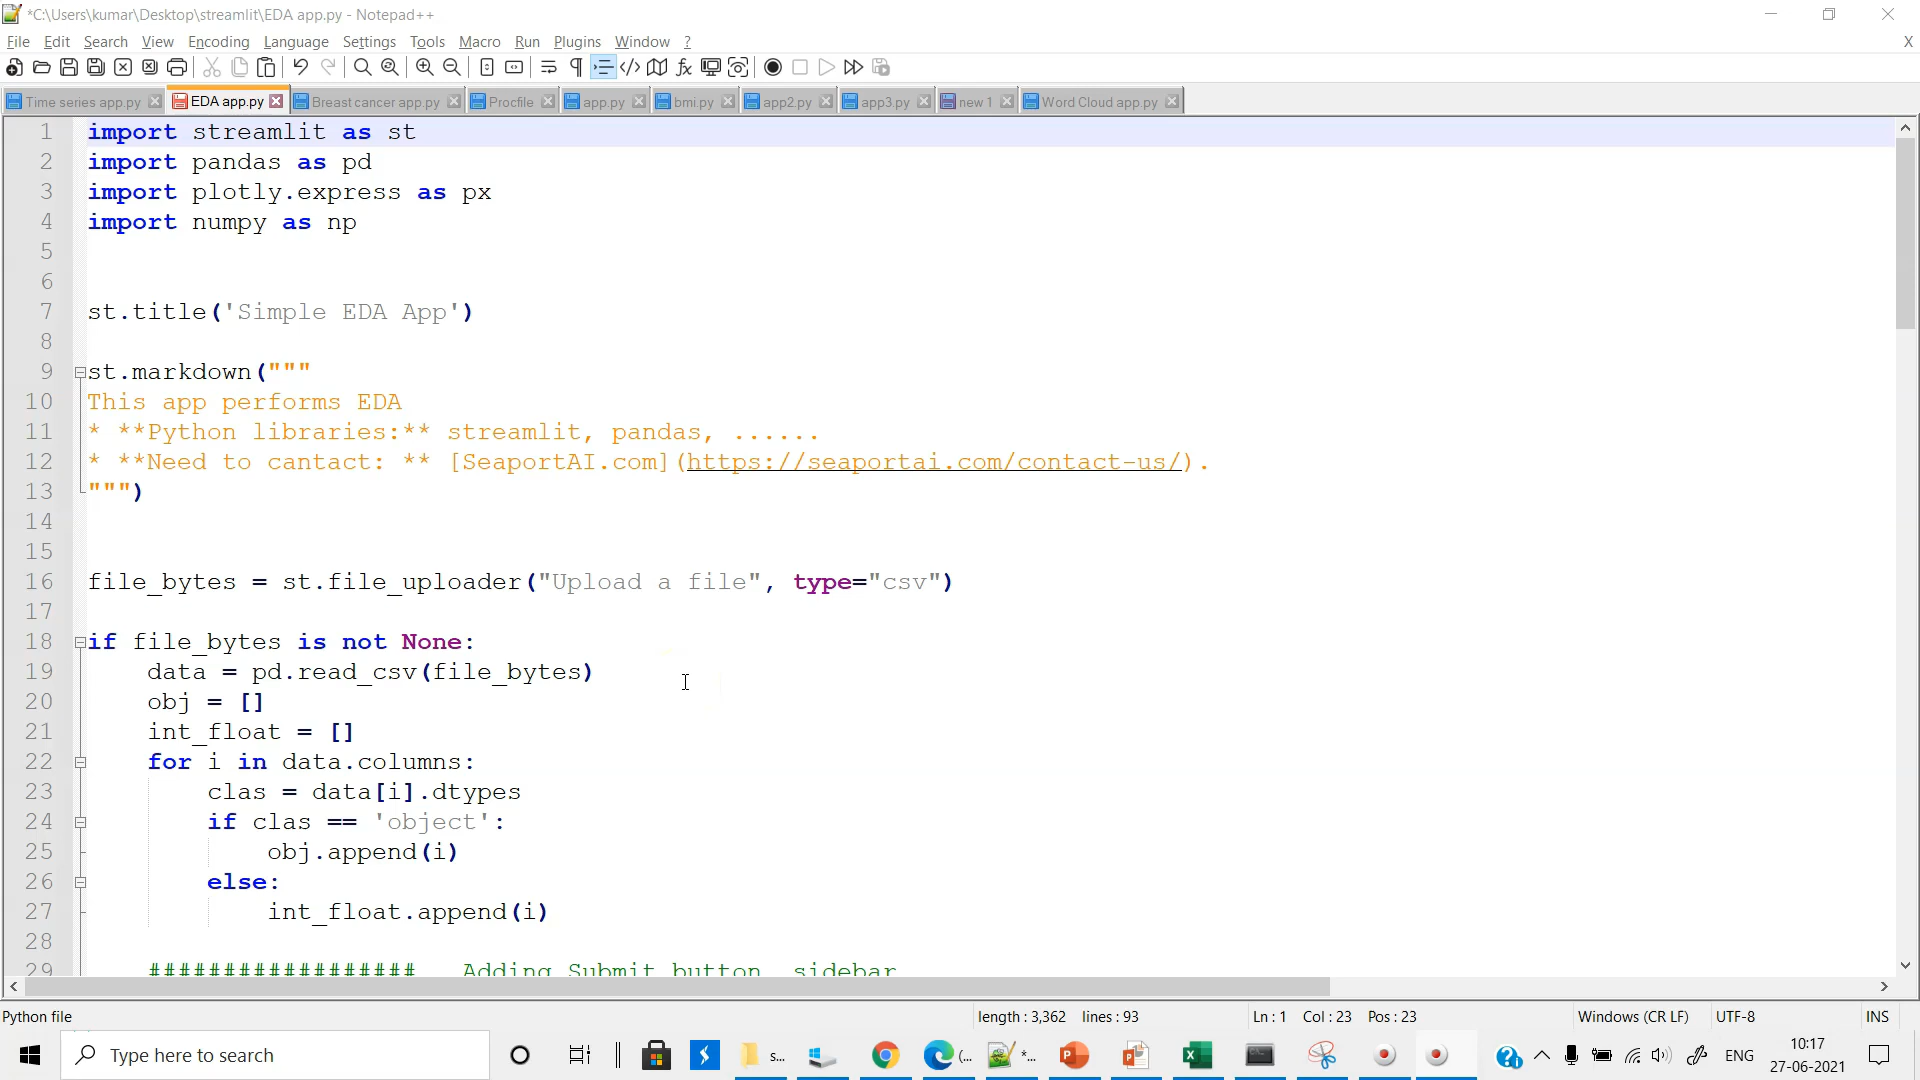 *C:\Users\kumar\Desktop\streamlit\EDA app.py - Notepad++
File Edit Search View Encoding Language Settings Tools Macro Run Plugins Window ? X
Time series app.py EDA app.py Breast cancer app.py Procfile app.py bmi.py app2.py app3.py new 1 Word Cloud app.py
1 import streamlit as st
2 import pandas as pd
3 import plotly.express as px
4 import numpy as np
5
6
7 st.title('Simple EDA App')
8
9 st.markdown("""
10 This app performs EDA
11 * **Python libraries:** streamlit, pandas, ......
12 * **Need to cantact: ** [SeaportAI.com](https://seaportai.com/contact-us/).
13 """)
14
15
16 file_bytes = st.file_uploader("Upload a file", type="csv")
17
18 if file_bytes is not None:
19 data = pd.read_csv(file_bytes)
20 obj = []
21 int_float = []
22 for i in data.columns:
23 clas = data[i].dtypes
24 if clas == 'object':
25 obj.append(i)
26 else:
27 int_float.append(i)
28
29 ################## Adding Submit button sidebar
Python file length : 3,362 lines : 93 Ln : 1 Col : 23 Pos : 23 Windows (CR LF) UTF-8 INS
Type here to search s... (... *... ENG 10:17
27-06-2021